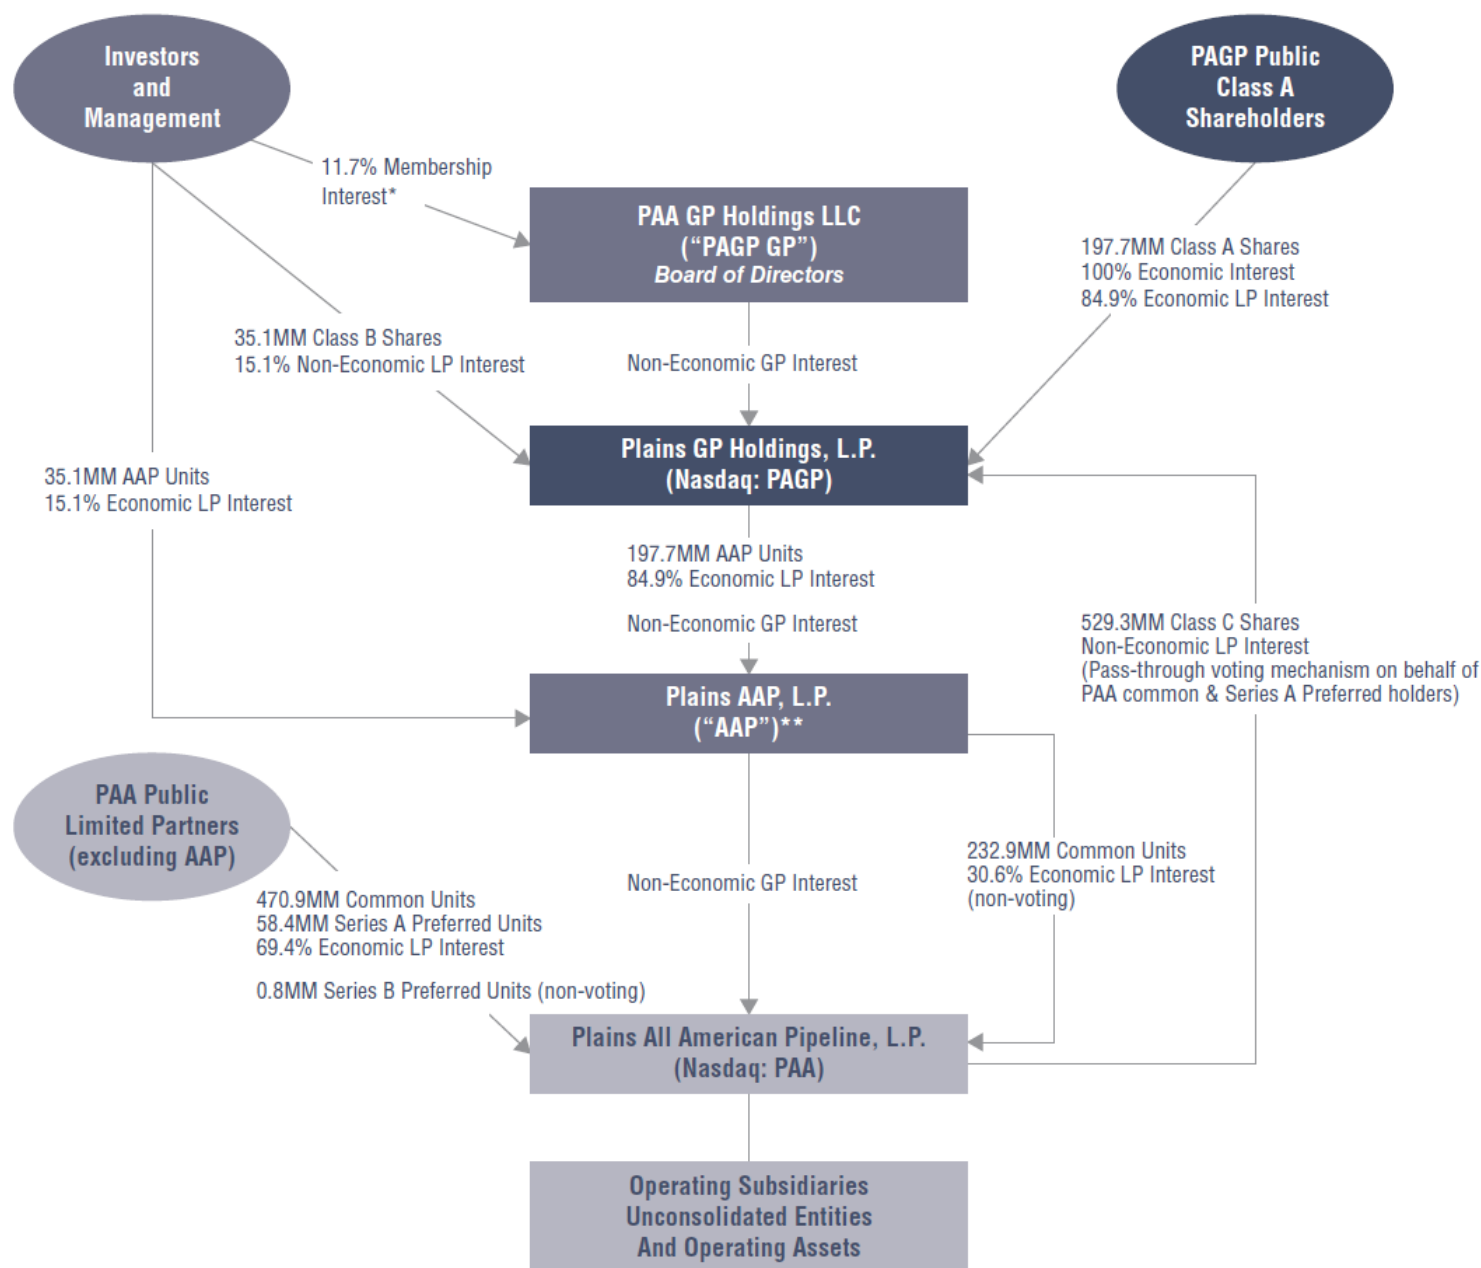 Investors
and
Management
PAGP Public
Class A
Shareholders
11.7% Membership
Interest*
PAA GP Holdings LLC
(“PAGP GP”)
Board of Directors
197.7MM Class A Shares
100% Economic Interest
84.9% Economic LP Interest
35.1MM Class B Shares
15.1% Non-Economic LP Interest
Non-Economic GP Interest
Plains GP Holdings, L.P.
(Nasdaq: PAGP)
35.1MM AAP Units
15.1% Economic LP Interest
197.7MM AAP Units
84.9% Economic LP Interest
Non-Economic GP Interest
529.3MM Class C Shares
Non-Economic LP Interest
(Pass-through voting mechanism on behalf of
PAA common & Series A Preferred holders)
Plains AAP, L.P.
(“AAP”)**
PAA Public
Limited Partners
(excluding AAP)
232.9MM Common Units
30.6% Economic LP Interest
(non-voting)
Non-Economic GP Interest
470.9MM Common Units
58.4MM Series A Preferred Units
69.4% Economic LP Interest
0.8MM Series B Preferred Units (non-voting)
Plains All American Pipeline, L.P.
(Nasdaq: PAA)
Operating Subsidiaries
Unconsolidated Entities
And Operating Assets